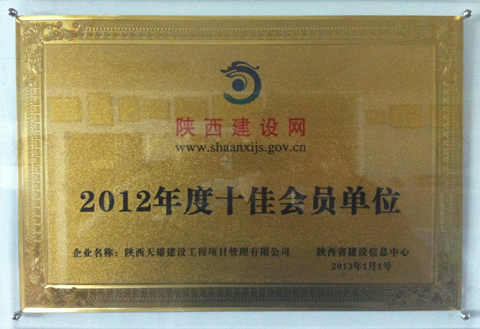 陕西建设网
www.shaanxijs.gov.cn
2012年度十佳会员单位
企业名称：陕西天雄建设工程项目管理有限公司
陕西省建设信息中心
2013年1月1号